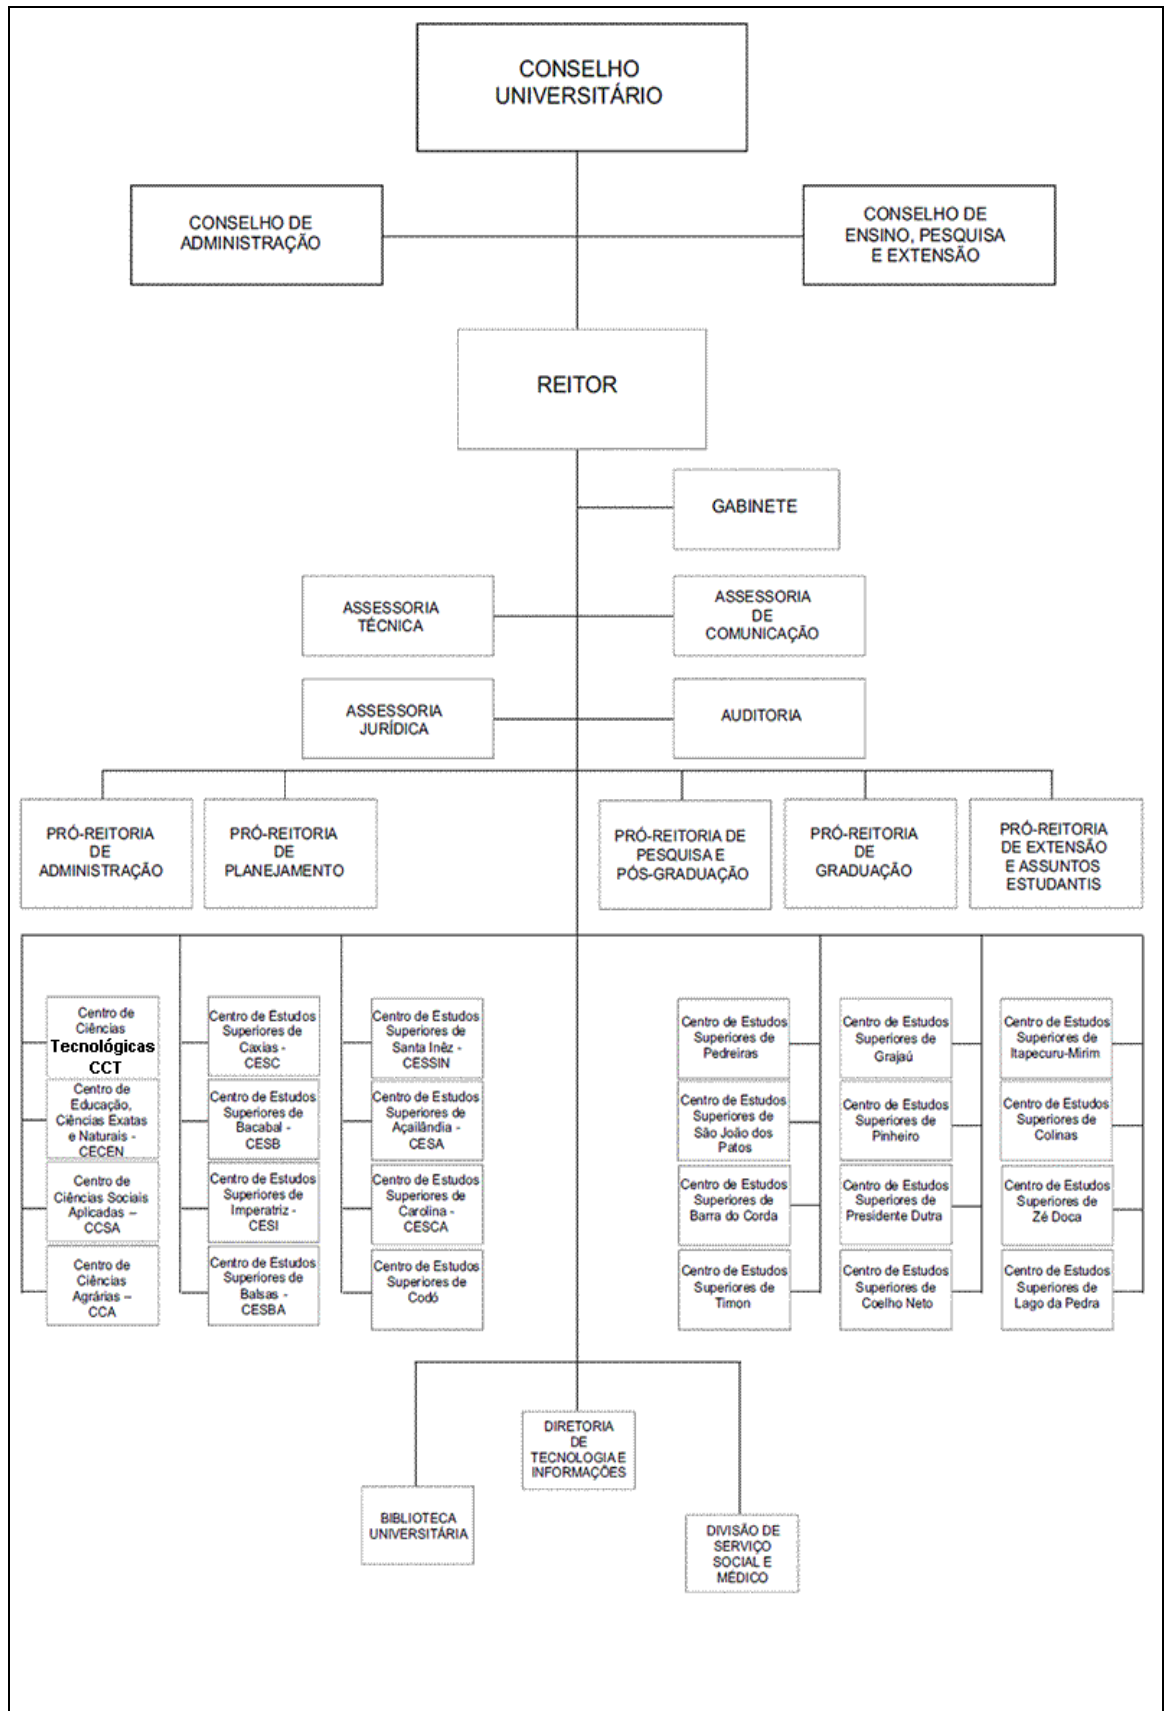 CONSELHO
UNIVERSITÁRIO
CONSELHO DE
ADMINISTRAÇÃO
CONSELHO DE
ENSINO, PESQUISA
E EXTENSÃO
REITOR
GABINETE
ASSESSORIA
TÉCNICA
ASSESSORIA
DE
COMUNICAÇÃO
ASSESSORIA
JURÍDICA
AUDITORIA
PRÓ-REITORIA
DE
ADMINISTRAÇÃO
PRÓ-REITORIA
DE
PLANEJAMENTO
PRÓ-REITORIA DE
PESQUISA E
PÓS-GRADUAÇÃO
PRÓ-REITORIA
DE
GRADUAÇÃO
PRÓ-REITORIA
DE EXTENSÃO
E ASSUNTOS
ESTUDANTIS
Centro de
Ciências
Tecnológicas
CCT
Centro de Estudos
Superiores de
Caxias -
CESC
Centro de Estudos
Superiores de
Santa Inêz -
CESSIN
Centro de Estudos
Superiores de
Pedreiras
Centro de Estudos
Superiores de
Grajaú
Centro de Estudos
Superiores de
Itapecuru-Mirim
Centro de
Educação,
Ciências Exatas
e Naturais -
CECEN
Centro de Estudos
Superiores de
Bacabal -
CESB
Centro de Estudos
Superiores de
Açailândia -
CESA
Centro de Estudos
Superiores de
São João dos
Patos
Centro de Estudos
Superiores de
Pinheiro
Centro de Estudos
Superiores de
Colinas
Centro de
Ciências Sociais
Aplicadas –
CCSA
Centro de Estudos
Superiores de
Imperatriz -
CESI
Centro de Estudos
Superiores de
Carolina -
CESCA
Centro de Estudos
Superiores de
Barra do Corda
Centro de Estudos
Superiores de
Presidente Dutra
Centro de Estudos
Superiores de
Zé Doca
Centro de
Ciências
Agrárias –
CCA
Centro de Estudos
Superiores de
Balsas -
CESBA
Centro de Estudos
Superiores de
Codó
Centro de Estudos
Superiores de
Timon
Centro de Estudos
Superiores de
Coelho Neto
Centro de Estudos
Superiores de
Lago da Pedra
DIRETORIA
DE
TECNOLOGIA E
INFORMAÇÕES
BIBLIOTECA
UNIVERSITÁRIA
DIVISÃO DE
SERVIÇO
SOCIAL E
MÉDICO